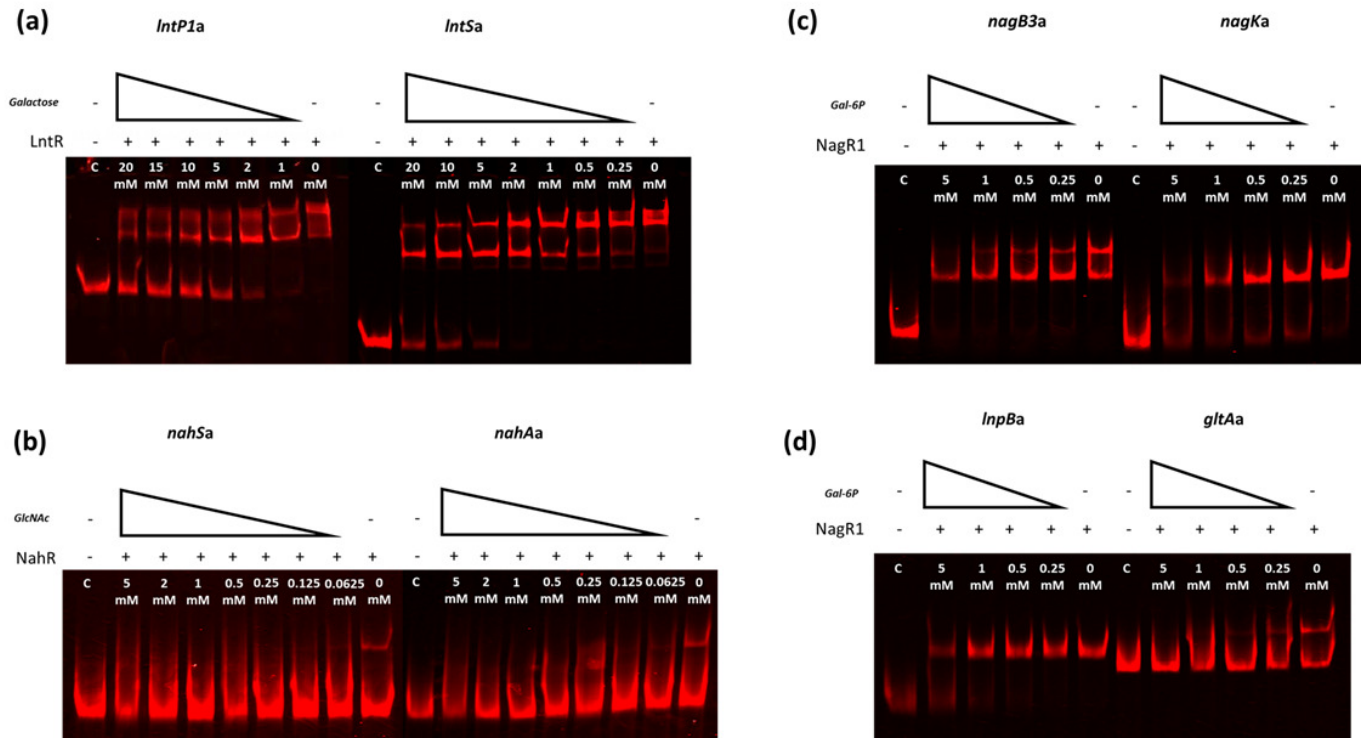 (a)
lntP1a lntSa
Galactose - - -
LntR - + + + + + + + - + + + + + + + + +
C 20 15 10 5 2 1 0 C 20 10 5 2 1 0.5 0.25 0
mM mM mM mM mM mM mM mM mM mM mM mM mM mM mM mM
(b)
nahSa nahAa
GlcNAc - - -
NahR - + + + + + + + + - + + + + + + + +
C 5 2 1 0.5 0.25 0.125 0.0625 0 C 5 2 1 0.5 0.25 0.125 0.0625 0
mM mM mM mM mM mM mM mM mM mM mM mM mM mM mM mM
(c)
nagB3a nagKa
Gal-6P - - - -
NagR1 - + + + + + - + + + + +
C 5 1 0.5 0.25 0 C 5 1 0.5 0.25 0
mM mM mM mM mM mM mM mM mM mM
(d)
lnpBa gltAa
Gal-6P - - - -
NagR1 - + + + + + - + + + + +
C 5 1 0.5 0.25 0 C 5 1 0.5 0.25 0
mM mM mM mM mM mM mM mM mM mM